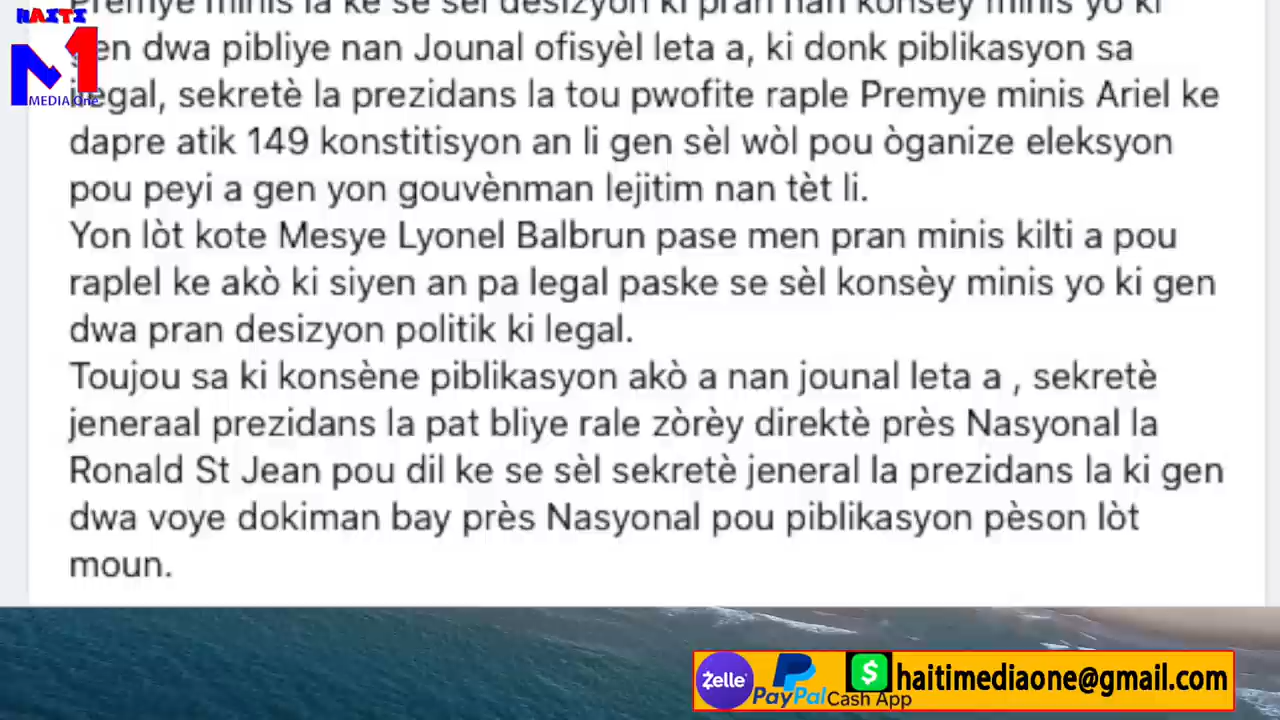 HAITI
M1
MEDIA One
Premye minis la ke se sèl desizyon ki pran nan konsèy minis yo ki
gen dwa pibliye nan Jounal ofisyèl leta a, ki donk piblikasyon sa
ilegal, sekretè la prezidans la tou pwofite raple Premye minis Ariel ke
dapre atik 149 konstitisyon an li gen sèl wòl pou òganize eleksyon
pou peyi a gen yon gouvènman lejitim nan tèt li.
Yon lòt kote Mesye Lyonel Balbrun pase men pran minis kilti a pou
raplel ke akò ki siyen an pa legal paske se sèl konsèy minis yo ki gen
dwa pran desizyon politik ki legal.
Toujou sa ki konsène piblikasyon akò a nan jounal leta a , sekretè
jeneraal prezidans la pat bliye rale zòrèy direktè près Nasyonal la
Ronald St Jean pou dil ke se sèl sekretè jeneral la prezidans la ki gen
dwa voye dokiman bay près Nasyonal pou piblikasyon pèson lòt
moun.
Zelle PayPal $ Cash App haitimediaone@gmail.com